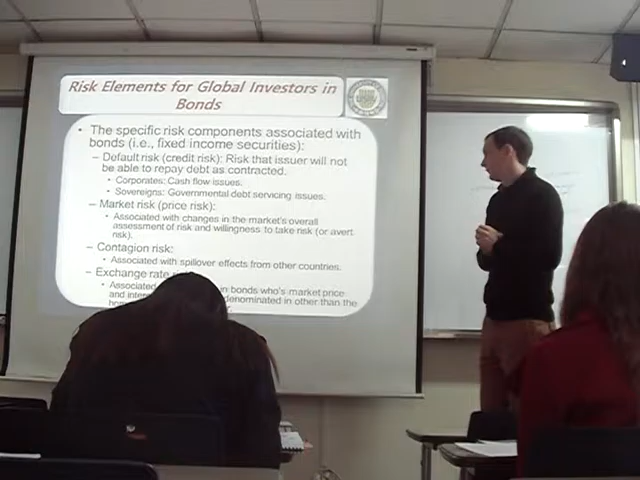 Risk Elements for Global Investors in
Bonds
• The specific risk components associated with
bonds (i.e., fixed income securities):
– Default risk (credit risk): Risk that issuer will not
be able to repay debt as contracted.
• Corporates: Cash flow issues.
• Sovereigns: Governmental debt servicing issues.
– Market risk (price risk):
• Associated with changes in the market's overall
assessment of risk and willingness to take risk (or avert
risk).
– Contagion risk:
• Associated with spillover effects from other countries.
– Exchange rate
• Associated in bonds who's market price
and denominated in other than the